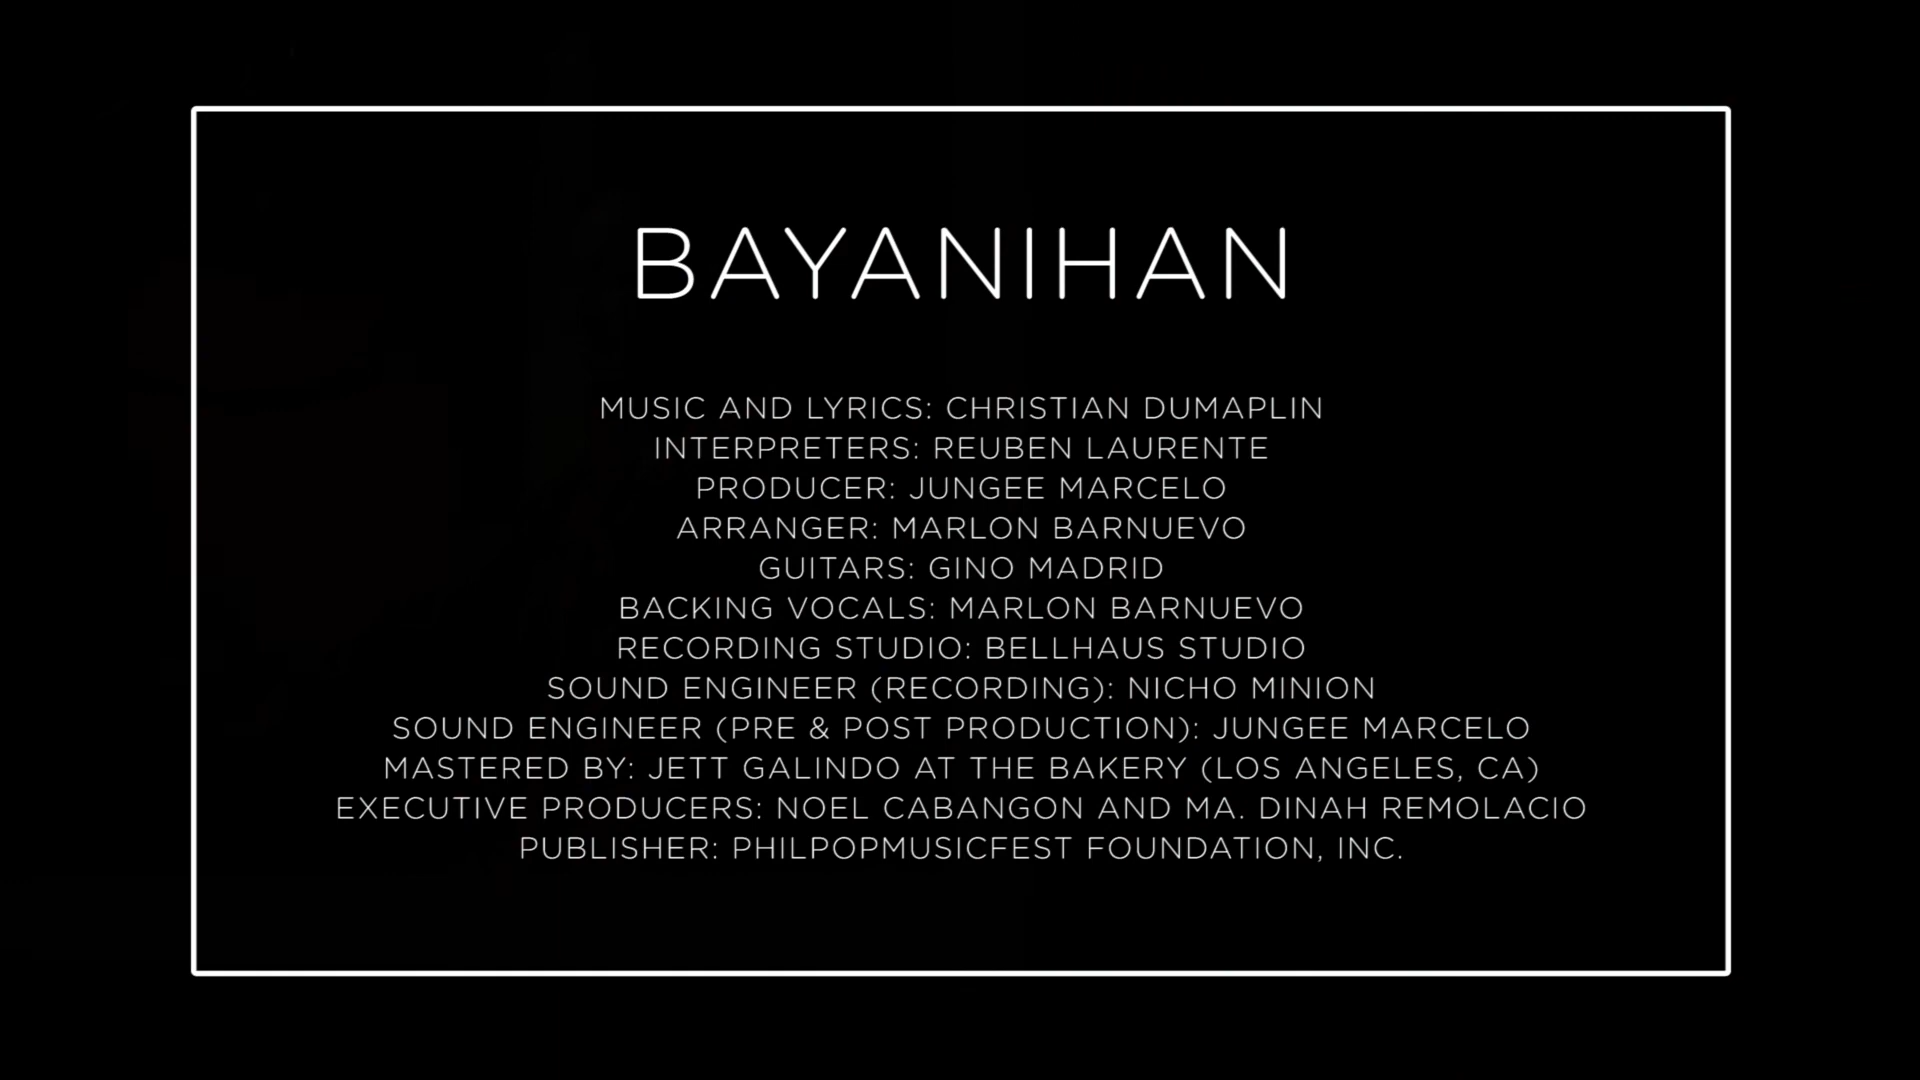 BAYANIHAN
MUSIC AND LYRICS: CHRISTIAN DUMAPLIN
INTERPRETERS: REUBEN LAURENTE
PRODUCER: JUNGEE MARCELO
ARRANGER: MARLON BARNUEVO
GUITARS: GINO MADRID
BACKING VOCALS: MARLON BARNUEVO
RECORDING STUDIO: BELLHAUS STUDIO
SOUND ENGINEER (RECORDING): NICHO MINION
SOUND ENGINEER (PRE & POST PRODUCTION): JUNGEE MARCELO
MASTERED BY: JETT GALINDO AT THE BAKERY (LOS ANGELES, CA)
EXECUTIVE PRODUCERS: NOEL CABANGON AND MA. DINAH REMOLACIO
PUBLISHER: PHILPOPMUSICFEST FOUNDATION, INC.